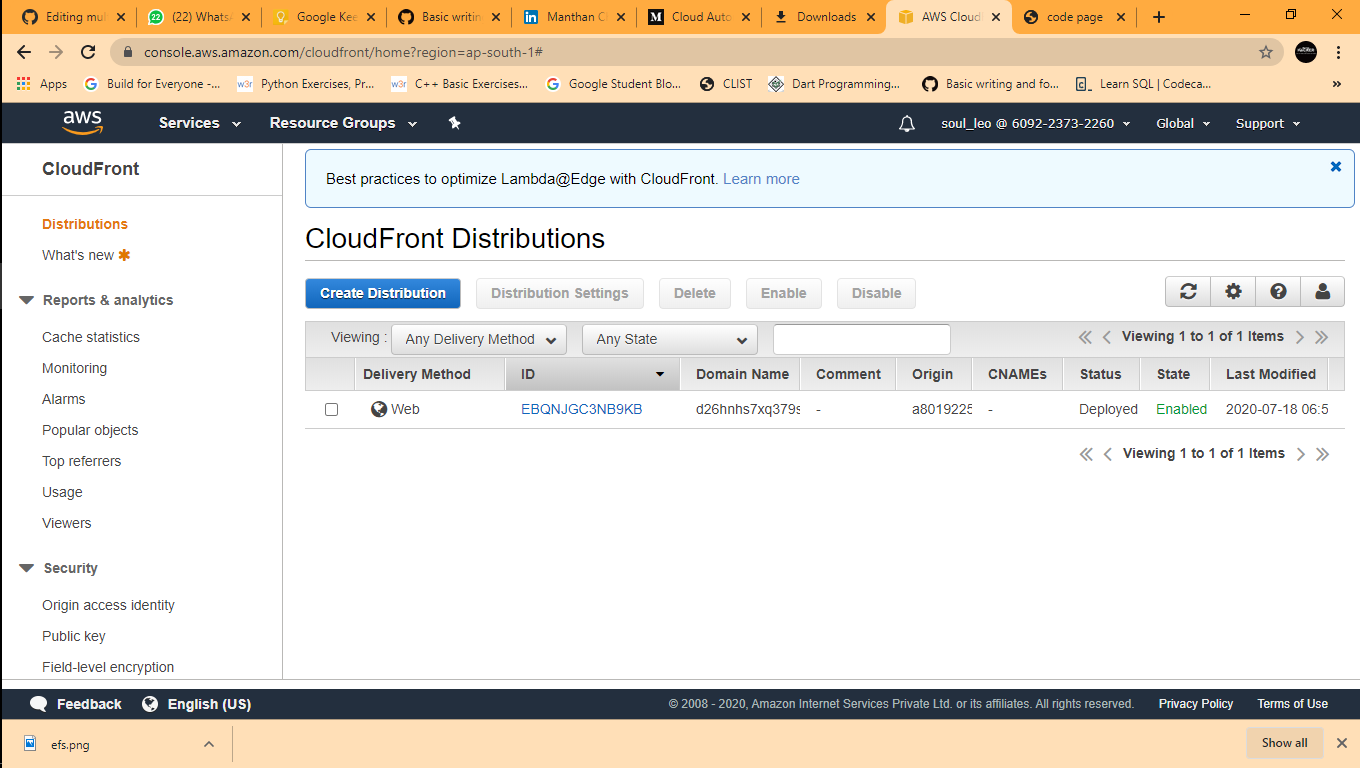 Editing mul
(22) Whats
Google Kee
Basic writin
Manthan C
Cloud Auto
Downloads
AWS Cloud
code page
console.aws.amazon.com/cloudfront/home?region=ap-south-1#
Apps
Build for Everyone -...
Python Exercises, Pr...
C++ Basic Exercises...
Google Student Blo...
CLIST
Dart Programming...
Basic writing and fo...
Learn SQL | Codeca...
aws
Services
Resource Groups
soul_leo @ 6092-2373-2260
Global
Support
CloudFront
Distributions
What's new
Reports & analytics
Cache statistics
Monitoring
Alarms
Popular objects
Top referrers
Usage
Viewers
Security
Origin access identity
Public key
Field-level encryption
Best practices to optimize Lambda@Edge with CloudFront. Learn more
CloudFront Distributions
Create Distribution
Distribution Settings
Delete
Enable
Disable
Viewing :
Any Delivery Method
Any State
Viewing 1 to 1 of 1 Items
Delivery Method
ID
Domain Name
Comment
Origin
CNAMEs
Status
State
Last Modified
Web
EBQNJGC3NB9KB
d26hnhs7xq379s
-
a8019225
-
Deployed
Enabled
2020-07-18 06:5
Viewing 1 to 1 of 1 Items
Feedback
English (US)
© 2008 - 2020, Amazon Internet Services Private Ltd. or its affiliates. All rights reserved.
Privacy Policy
Terms of Use
efs.png
Show all